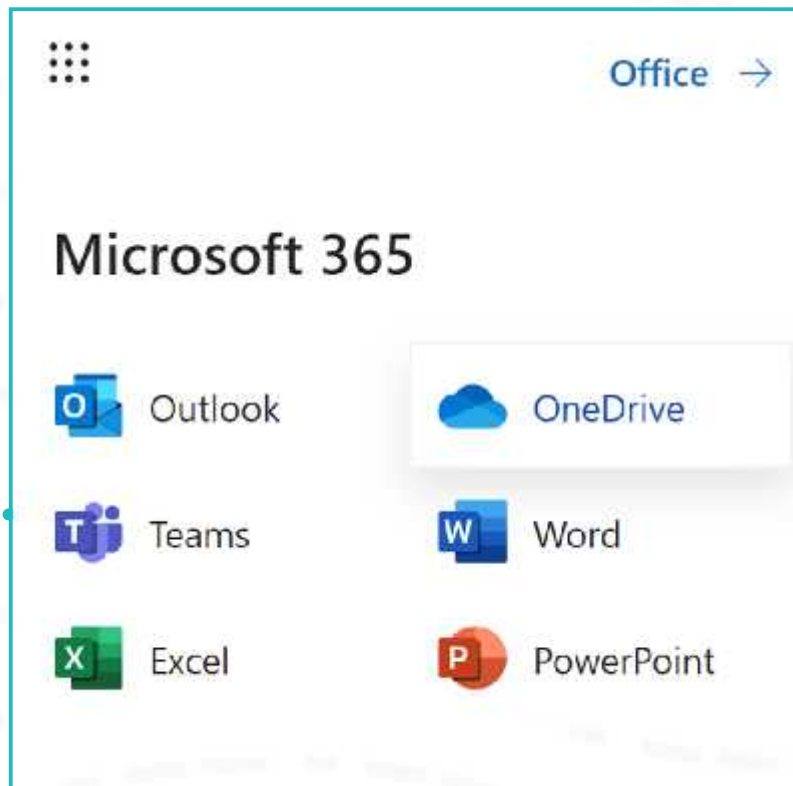 Office →
Microsoft 365
O Outlook
OneDrive
T Teams
W Word
X Excel
P PowerPoint